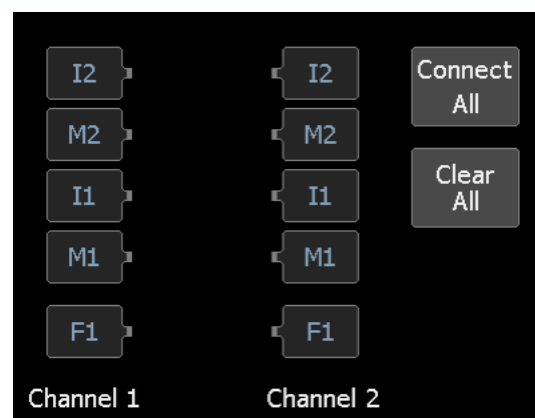 I2 I2 Connect
All
M2 M2
Clear
All
I1 I1
M1 M1
F1 F1
Channel 1 Channel 2